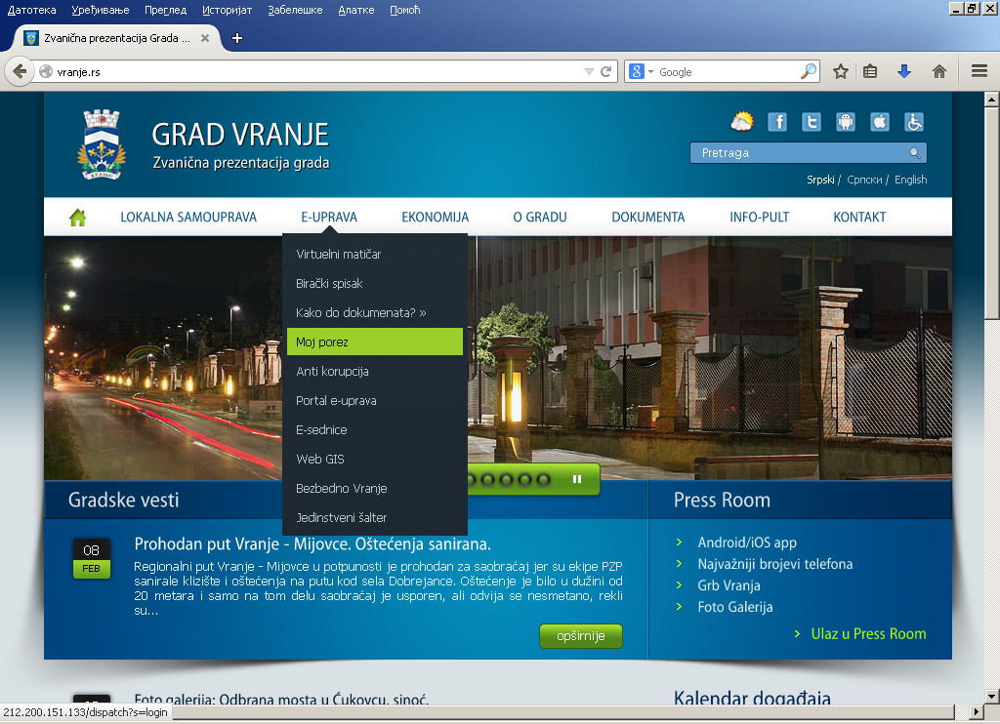 Датотека Уређивање Преглед Историјат Забелешке Алатке Помоћ
Zvanična prezentacija Grada ...
vranje.rs
Google
GRAD VRANJE
Zvanična prezentacija grada
Pretraga
Srpski / Српски / English
LOKALNA SAMOUPRAVA E-UPRAVA EKONOMIJA O GRADU DOKUMENTA INFO-PULT KONTAKT
Virtuelni matičar
Birački spisak
Kako do dokumenata? »
Moj porez
Anti korupcija
Portal e-uprava
E-sednice
Web GIS
Bezbedno Vranje
Jedinstveni šalter
Gradske vesti
08
FEB
Prohodan put Vranje - Mijovce. Oštećenja sanirana.
Regionalni put Vranje - Mijovce u potpunosti je prohodan za saobraćaj jer su ekipe PZP
sanirale klizište i oštećenja na putu kod sela Dobrejance. Oštećenje je bilo u dužini od
20 metara i samo na tom delu saobraćaj je usporen, ali odvija se nesmetano, rekli
su...
opširnije
Press Room
Android/iOS app
Najvažniji brojevi telefona
Grb Vranja
Foto Galerija
Ulaz u Press Room
Foto galerija: Odbrana mosta u Ćukovcu, sinoć.
Kalendar događaja
212.200.151.133/dispatch?s=login